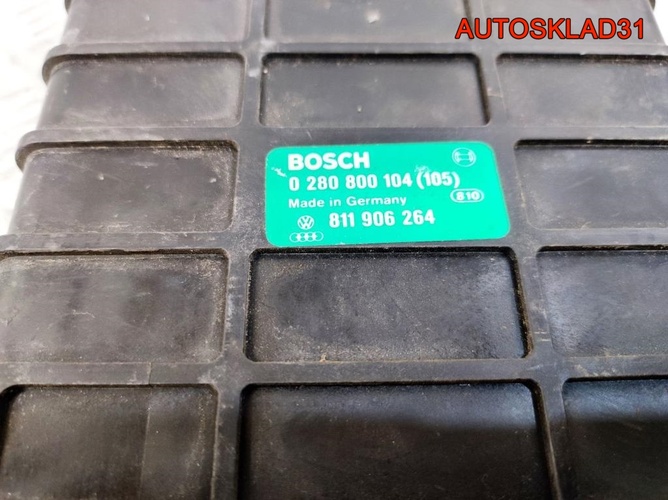 AUTOSKLAD31
BOSCH
0 280 800 104 (105)
Made in Germany 810
811 906 264